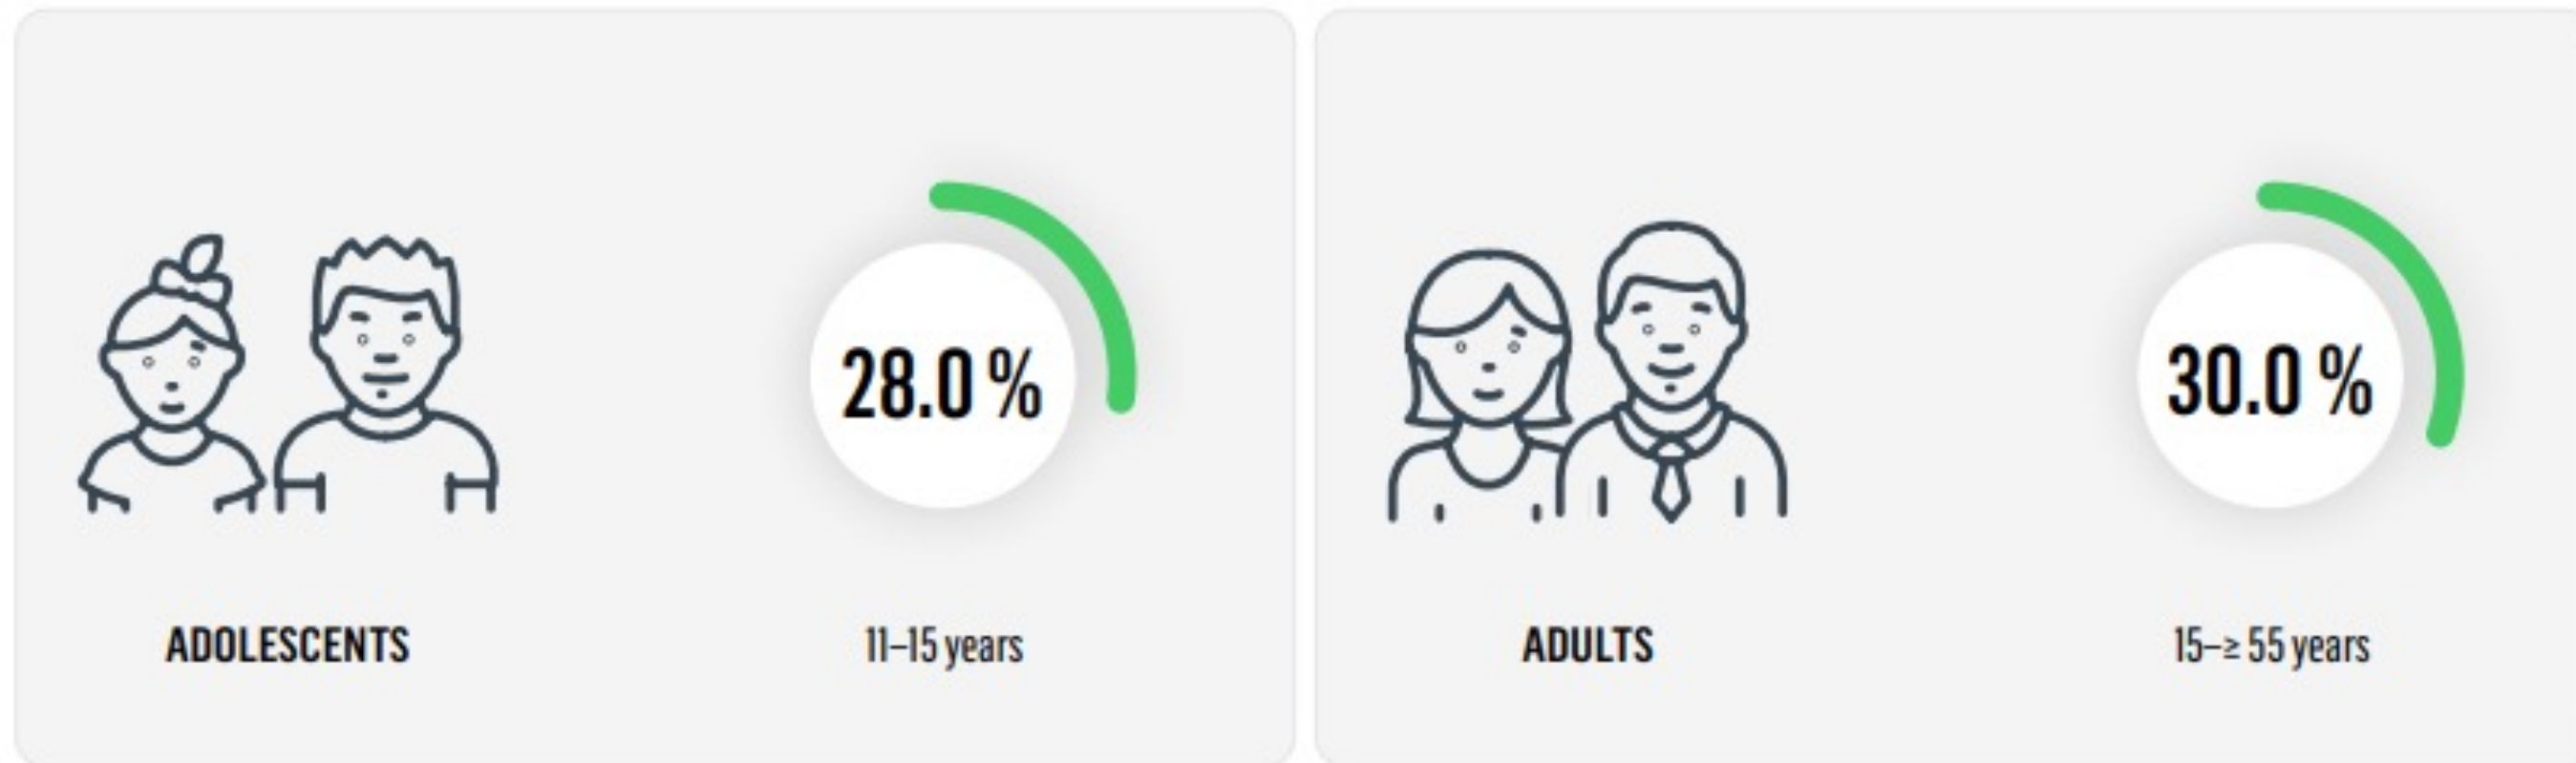 28.0 %
ADOLESCENTS
11–15 years
30.0 %
ADULTS
15–≥ 55 years